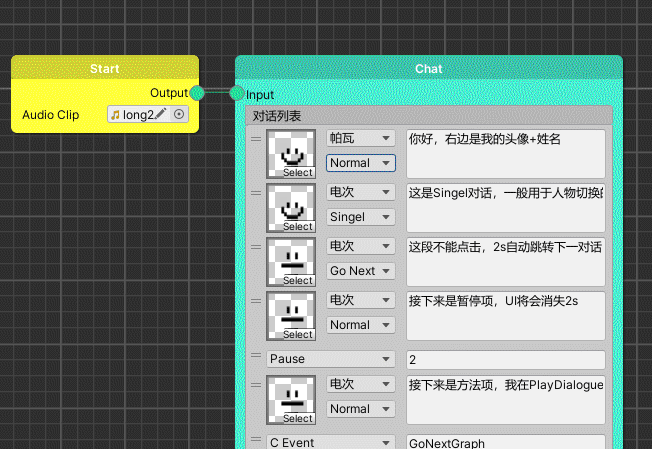 Start
Output
Audio Clip
long2
Chat
Input
对话列表
Select
帕瓦
Normal
你好，右边是我的头像+姓名
Select
电次
Singel
这是Singel对话，一般用于人物切换的
Select
电次
Go Next
这段不能点击，2s自动跳转下一对话
Select
电次
Normal
接下来是暂停项，UI将会消失2s
Pause
2
Select
电次
Normal
接下来是方法项，我在PlayDialogue
C Event
GoNextGraph